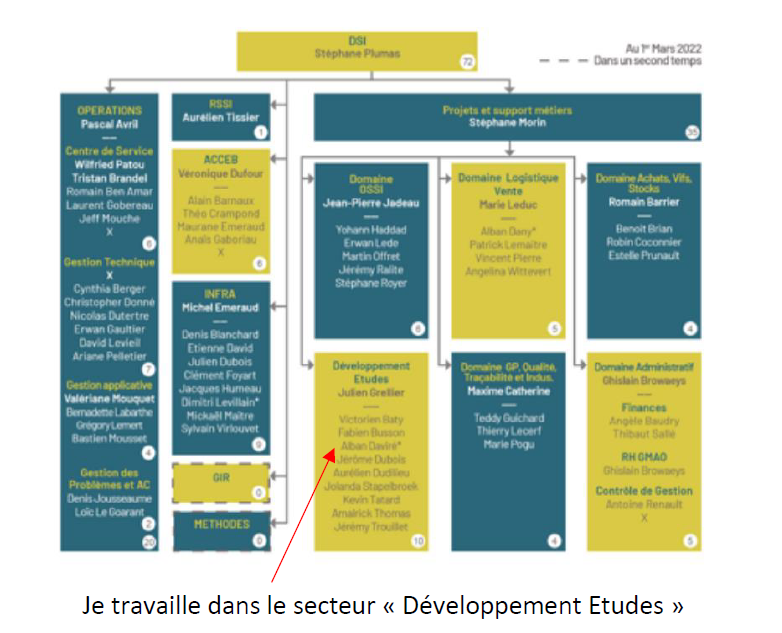 DSI
Stéphane Plumas
72
Au 1er Mars 2022
Dans un second temps
OPERATIONS
Pascal Avril
Centre de Service
Wilfried Patou
Tristan Brandel
Romain Ben Amar
Laurent Gobereau
Jeff Mouche
X
6
Gestion Technique
X
Cynthia Berger
Christopher Donné
Nicolas Dutertre
Erwan Gaultier
David Levieil
Ariane Pelletier
7
Gestion applicative
Valériane Mouquet
Bernadette Labarthe
Grégory Lemert
Bastien Mousset
4
Gestion des
Problèmes et AC
Denis Jousseaume
Loïc Le Goarant
2
20
RSSI
Aurélien Tissier
1
ACCEB
Véronique Dufour
Alain Barnaux
Théo Crampond
Maurane Emeraud
Anaïs Gaboriau
X
6
INFRA
Michel Emeraud
Denis Blanchard
Etienne David
Julien Dubois
Clément Foyart
Jacques Humeau
Dimitri Levillain*
Mickaël Maitre
Sylvain Virlouvet
9
GIR
0
METHODES
0
Projets et support métiers
Stéphane Morin
35
Domaine
OSSI
Jean-Pierre Jadeau
Yohann Haddad
Erwan Lede
Martin Offret
Jérémy Ralite
Stéphane Royer
6
Domaine Logistique
Vente
Marie Leduc
Alban Dany*
Patrick Lemaitre
Vincent Pierre
Angelina Wittevert
5
Domaine Achats, Vifs,
Stocks
Romain Barrier
Benoit Brian
Robin Coconnier
Estelle Prunault
4
Développement
Etudes
Julien Grellier
Victorien Baty
Fabien Busson
Alban Daviré*
Jérôme Dubois
Aurélien Oudilieu
Jolanda Stapelbroek
Kevin Tatard
Amairick Thomas
Jérémy Trouillet
10
Domaine GP, Qualité,
Traçabilité et Indus.
Maxime Catherine
Teddy Guichard
Thierry Lecerf
Marie Pogu
4
Domaine Administratif
Ghislain Browaeys
Finances
Angèle Baudry
Thibaut Sallé
RH GMAO
Ghislain Browaeys
Contrôle de Gestion
Antoine Renault
X
5
Je travaille dans le secteur « Développement Etudes »